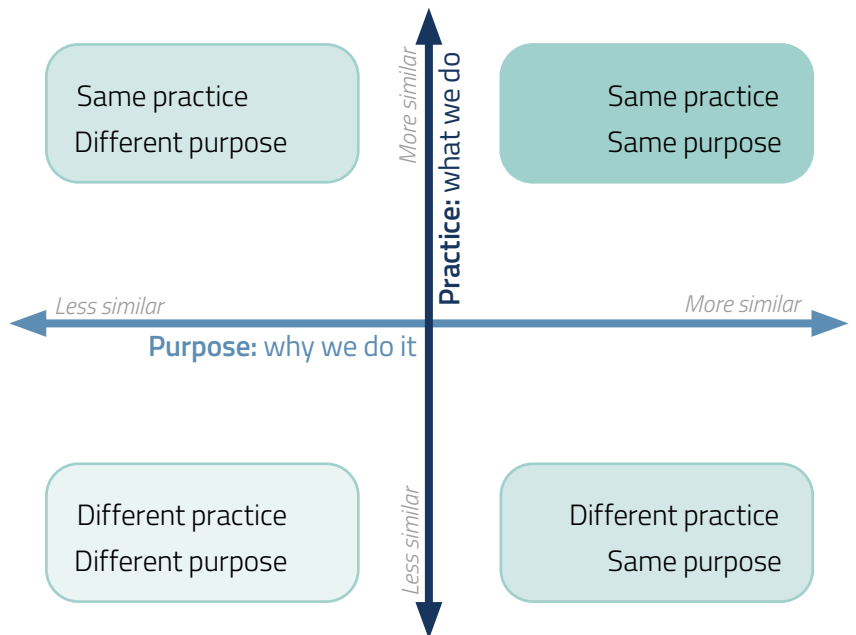 Same practice
Different purpose
More similar
Practice: what we do
Same practice
Same purpose
Less similar
More similar
Purpose: why we do it
Different practice
Different purpose
Less similar
Different practice
Same purpose